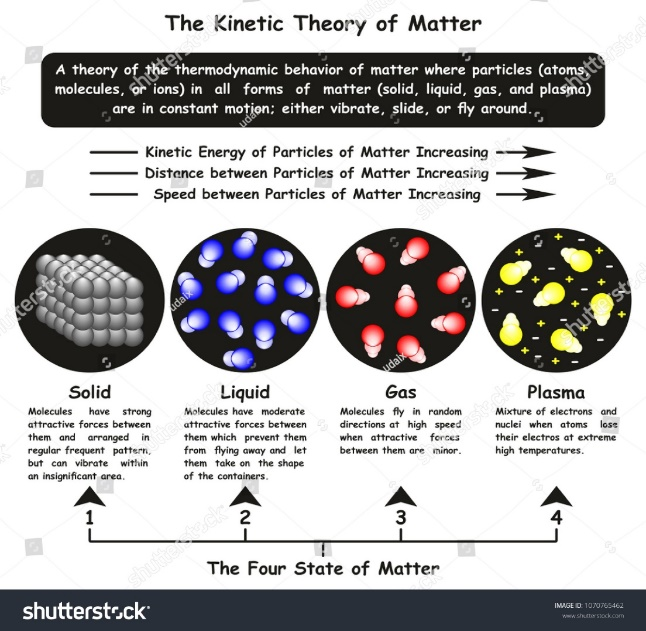 The Kinetic Theory of Matter
A theory of the thermodynamic behavior of matter where particles (atoms,
molecules, or ions) in all forms of matter (solid, liquid, gas, and plasma)
are in constant motion; either vibrate, slide, or fly around.
Kinetic Energy of Particles of Matter Increasing
Distance between Particles of Matter Increasing
Speed between Particles of Matter Increasing
Solid
Molecules have strong
attractive forces between
them and arranged in
regular frequent pattern,
but can vibrate within
an insignificant area.
Liquid
Molecules have moderate
attractive forces between
them which prevent them
from flying away and let
them take on the shape
of the containers.
Gas
Molecules fly in random
directions at high speed
when attractive forces
between them are minor.
Plasma
Mixture of electrons and
nuclei when atoms lose
their electros at extreme
high temperatures.
1 2 3 4
The Four State of Matter
shutterstock
IMAGE ID: 1070765462
www.shutterstock.com